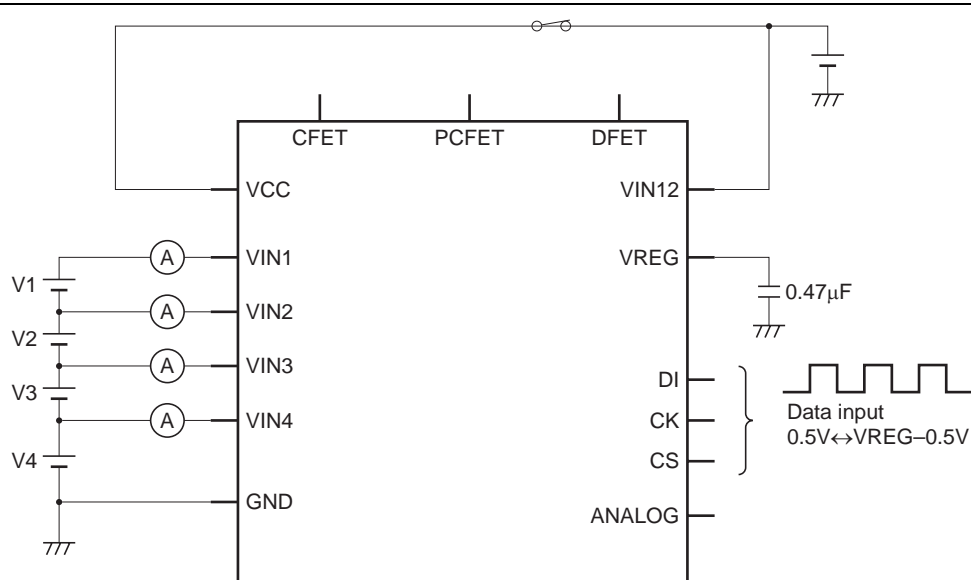 CFET
PCFET
DFET
VCC
VIN12
VIN1
VREG
A
V1
0.47μF
VIN2
A
V2
VIN3
A
DI
V3
Data input
VIN4
A
CK
0.5V↔VREG–0.5V
V4
CS
GND
ANALOG